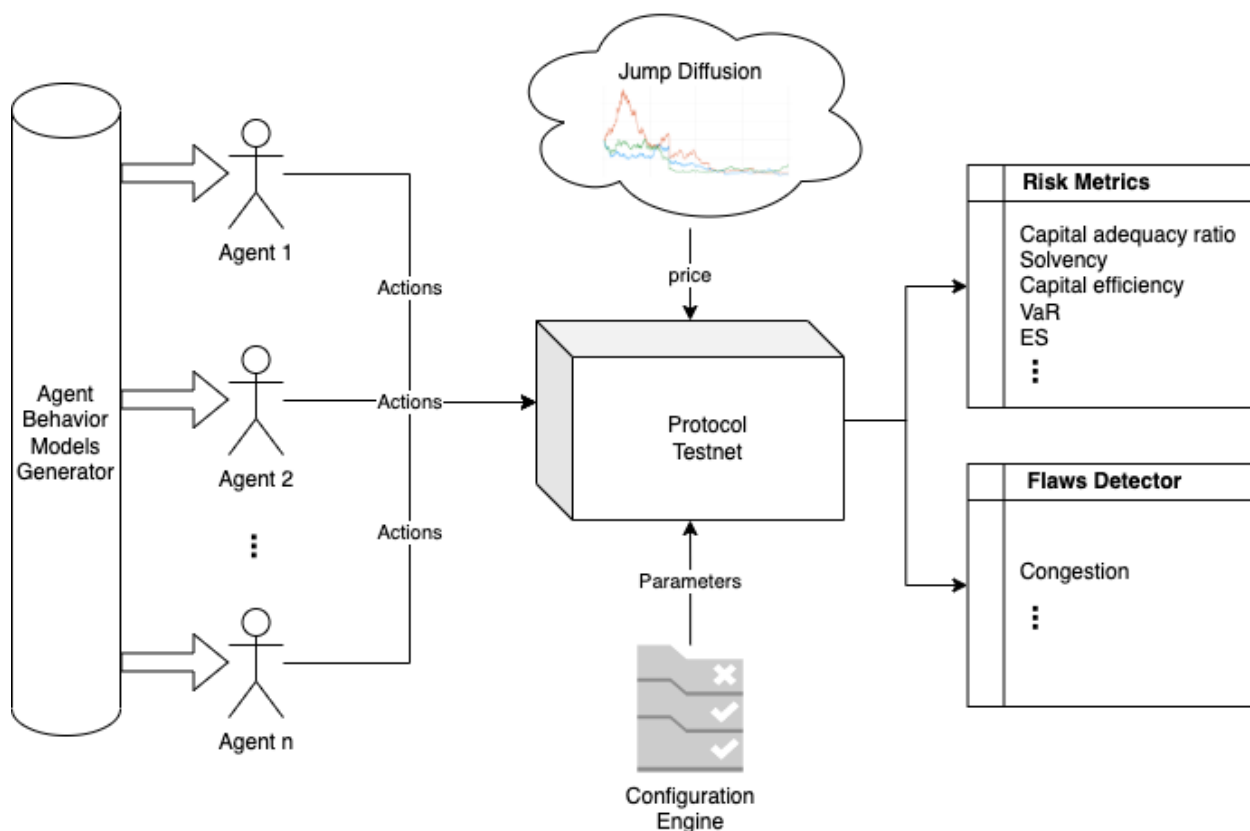 Jump Diffusion
Agent 1
Actions
price
Risk Metrics
Capital adequacy ratio
Solvency
Capital efficiency
VaR
ES
⋮
Agent
Behavior
Models
Generator
Agent 2
Actions
Protocol
Testnet
⋮
Actions
Flaws Detector
Congestion
⋮
Parameters
Agent n
Configuration
Engine